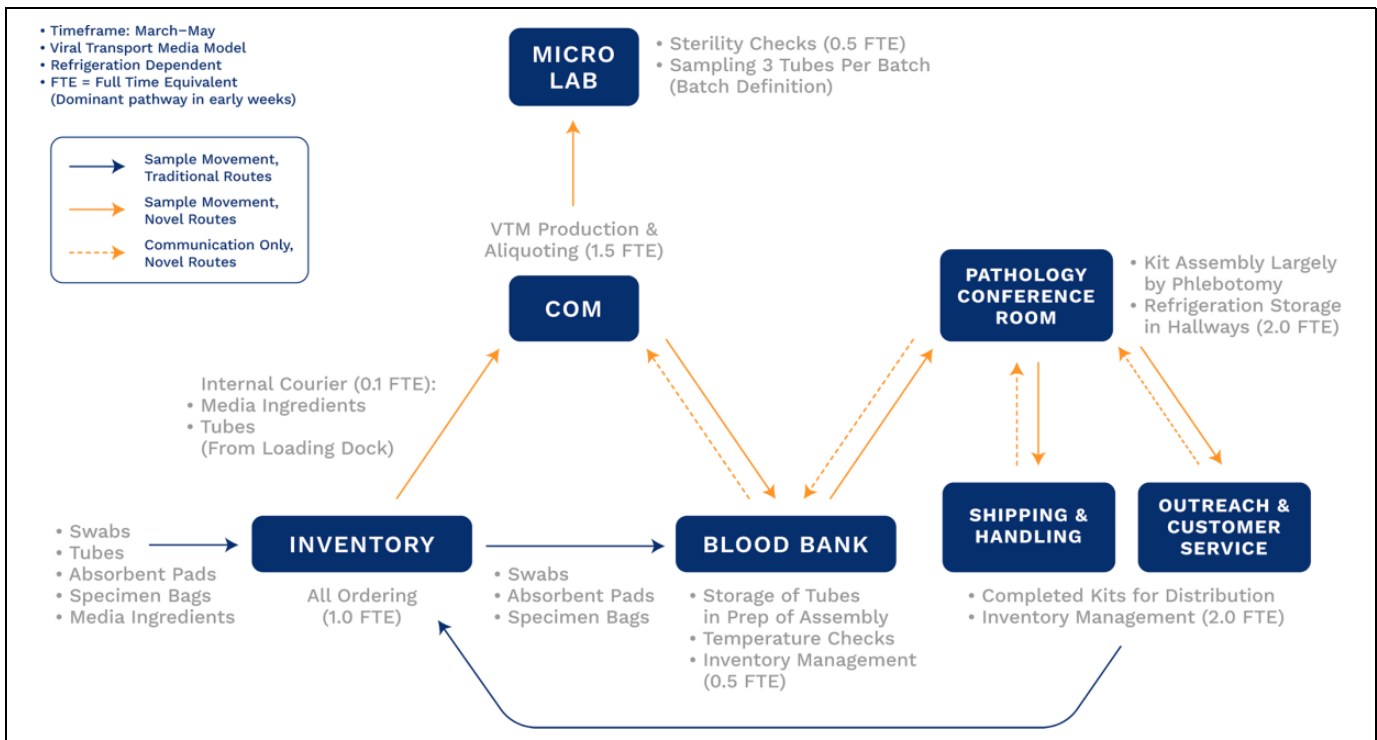 • Timeframe: March–May
• Viral Transport Media Model
• Refrigeration Dependent
• FTE = Full Time Equivalent
(Dominant pathway in early weeks)
Sample Movement,
Traditional Routes
Sample Movement,
Novel Routes
Communication Only,
Novel Routes
MICRO
LAB
• Sterility Checks (0.5 FTE)
• Sampling 3 Tubes Per Batch
(Batch Definition)
VTM Production &
Aliquoting (1.5 FTE)
COM
PATHOLOGY
CONFERENCE
ROOM
• Kit Assembly Largely
by Phlebotomy
• Refrigeration Storage
in Hallways (2.0 FTE)
Internal Courier (0.1 FTE):
• Media Ingredients
• Tubes
(From Loading Dock)
• Swabs
• Tubes
• Absorbent Pads
• Specimen Bags
• Media Ingredients
INVENTORY
All Ordering
(1.0 FTE)
• Swabs
• Absorbent Pads
• Specimen Bags
BLOOD BANK
• Storage of Tubes
in Prep of Assembly
• Temperature Checks
• Inventory Management
(0.5 FTE)
SHIPPING &
HANDLING
OUTREACH &
CUSTOMER
SERVICE
• Completed Kits for Distribution
• Inventory Management (2.0 FTE)